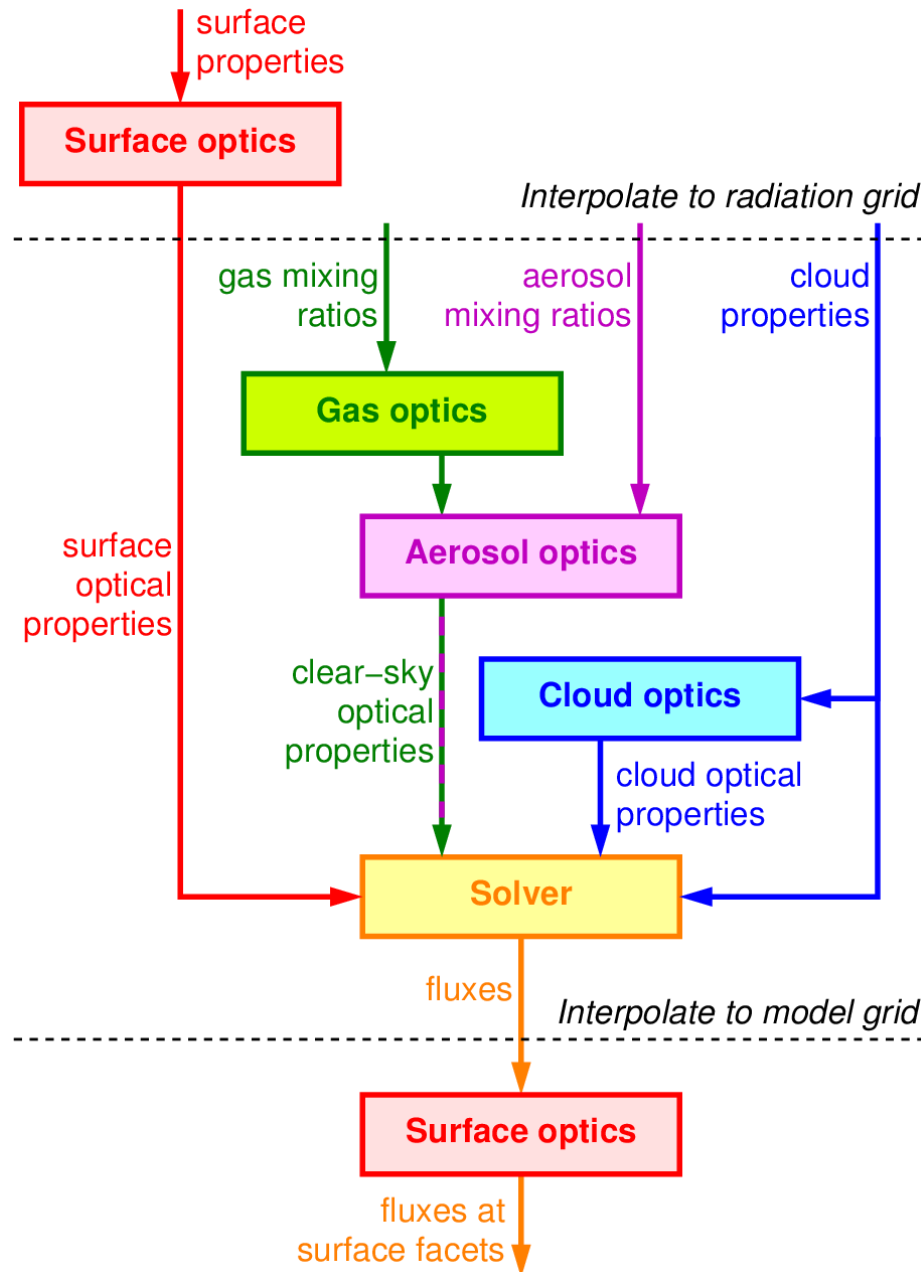 surface
properties
Surface optics
Interpolate to radiation grid
gas mixing
ratios
aerosol
mixing ratios
cloud
properties
Gas optics
surface
optical
properties
Aerosol optics
clear–sky
optical
properties
Cloud optics
cloud optical
properties
Solver
fluxes
Interpolate to model grid
Surface optics
fluxes at
surface facets